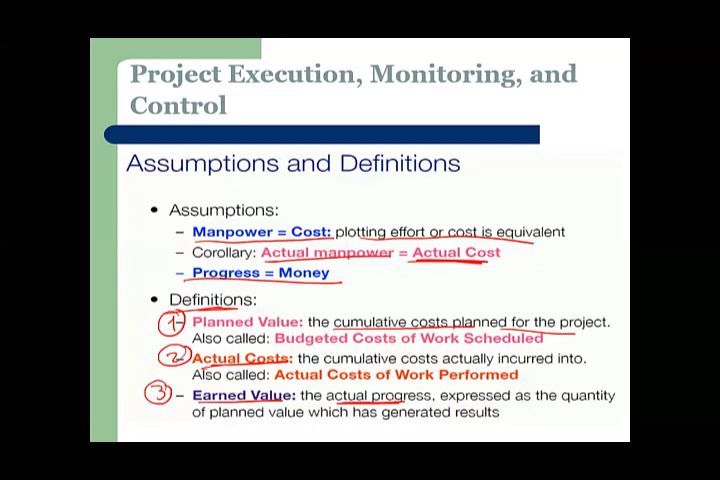 Project Execution, Monitoring, and
Control
Assumptions and Definitions
• Assumptions:
– Manpower = Cost: plotting effort or cost is equivalent
– Corollary: Actual manpower = Actual Cost
– Progress = Money
• Definitions:
1 – Planned Value: the cumulative costs planned for the project.
Also called: Budgeted Costs of Work Scheduled
2 Actual Costs: the cumulative costs actually incurred into.
Also called: Actual Costs of Work Performed
3 – Earned Value: the actual progress, expressed as the quantity
of planned value which has generated results